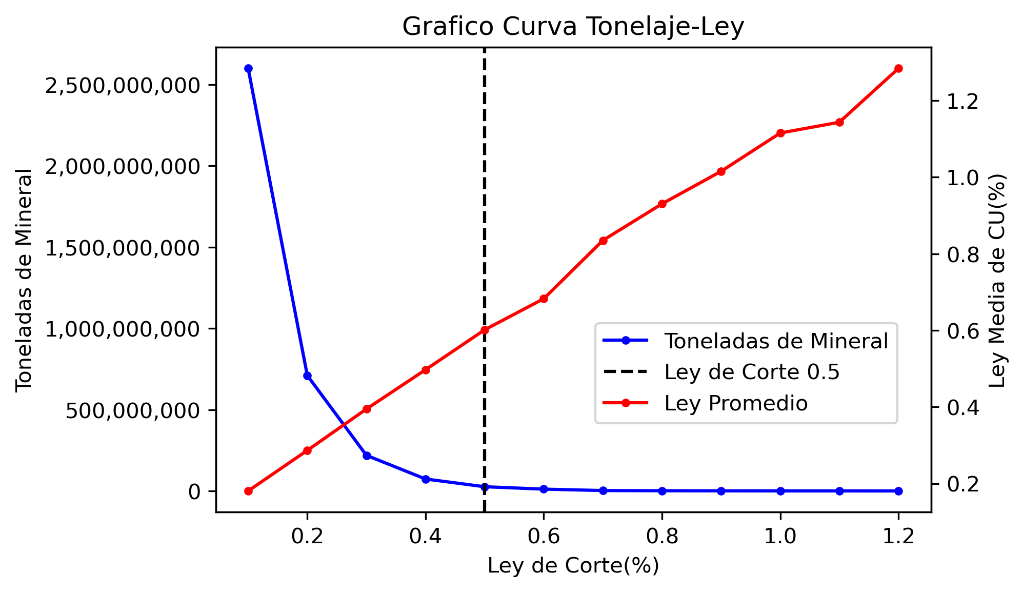 Grafico Curva Tonelaje-Ley
Toneladas de Mineral
2,500,000,000
2,000,000,000
1,500,000,000
1,000,000,000
500,000,000
0
1.2
1.0
0.8
0.6
0.4
0.2
Ley Media de CU(%)
Toneladas de Mineral
Ley de Corte 0.5
Ley Promedio
0.2 0.4 0.6 0.8 1.0 1.2
Ley de Corte(%)